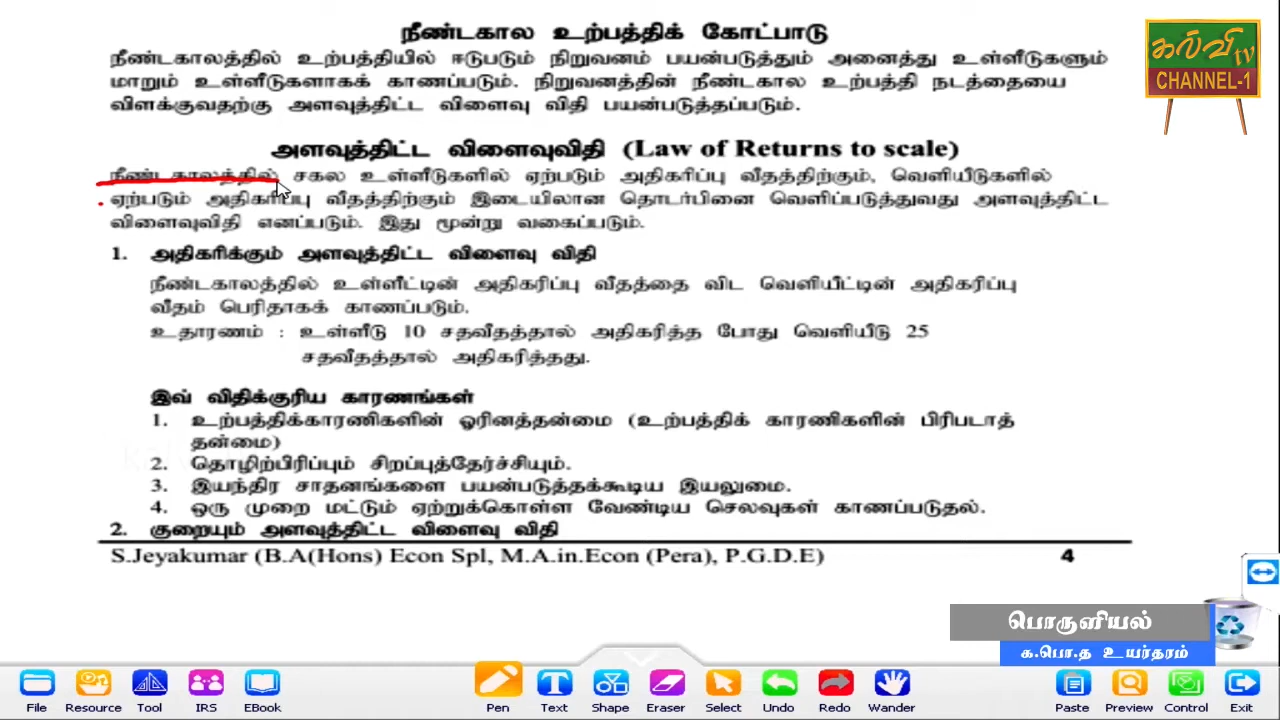 நீண்டகால உற்பத்திக் கோட்பாடு
நீண்டகாலத்தில் உற்பத்தியில் ஈடுபடும் நிறுவனம் பயன்படுத்தும் அனைத்து உள்ளீடுகளும்
மாறும் உள்ளீடுகளாகக் காணப்படும். நிறுவனத்தின் நீண்டகால உற்பத்தி நடத்தையை
விளக்குவதற்கு அளவுத்திட்ட விளைவு விதி பயன்படுத்தப்படும்.
அளவுத்திட்ட விளைவுவிதி (Law of Returns to scale)
நீண்டகாலத்தில் சகல உள்ளீடுகளில் ஏற்படும் அதிகரிப்பு வீதத்திற்கும், வெளியீடுகளில்
ஏற்படும் அதிகரிப்பு வீதத்திற்கும் இடையிலான தொடர்பினை வெளிப்படுத்துவது அளவுத்திட்ட
விளைவுவிதி எனப்படும். இது மூன்று வகைப்படும்.
1. அதிகரிக்கும் அளவுத்திட்ட விளைவு விதி
நீண்டகாலத்தில் உள்ளீட்டின் அதிகரிப்பு வீதத்தை விட வெளியீட்டின் அதிகரிப்பு
வீதம் பெரிதாகக் காணப்படும்.
உதாரணம் : உள்ளீடு 10 சதவீதத்தால் அதிகரித்த போது வெளியீடு 25
சதவீதத்தால் அதிகரித்தது.
இவ் விதிக்குரிய காரணங்கள்
1. உற்பத்திக்காரணிகளின் ஓரினத்தன்மை (உற்பத்திக் காரணிகளின் பிரிபடாத்
தன்மை)
2. தொழிற்பிரிப்பும் சிறப்புத்தேர்ச்சியும்.
3. இயந்திர சாதனங்களை பயன்படுத்தக்கூடிய இயலுமை.
4. ஒரு முறை மட்டும் ஏற்றுக்கொள்ள வேண்டிய செலவுகள் காணப்படுதல்.
2. குறையும் அளவுத்திட்ட விளைவு விதி
S.Jeyakumar (B.A(Hons) Econ Spl, M.A.in.Econ (Pera), P.G.D.E) 4
கல்வி TV
CHANNEL-1
பொருளியல்
க.பொ.த உயர்தரம்
File Resource Tool IRS EBook Pen Text Shape Eraser Select Undo Redo Wander Paste Preview Control Exit